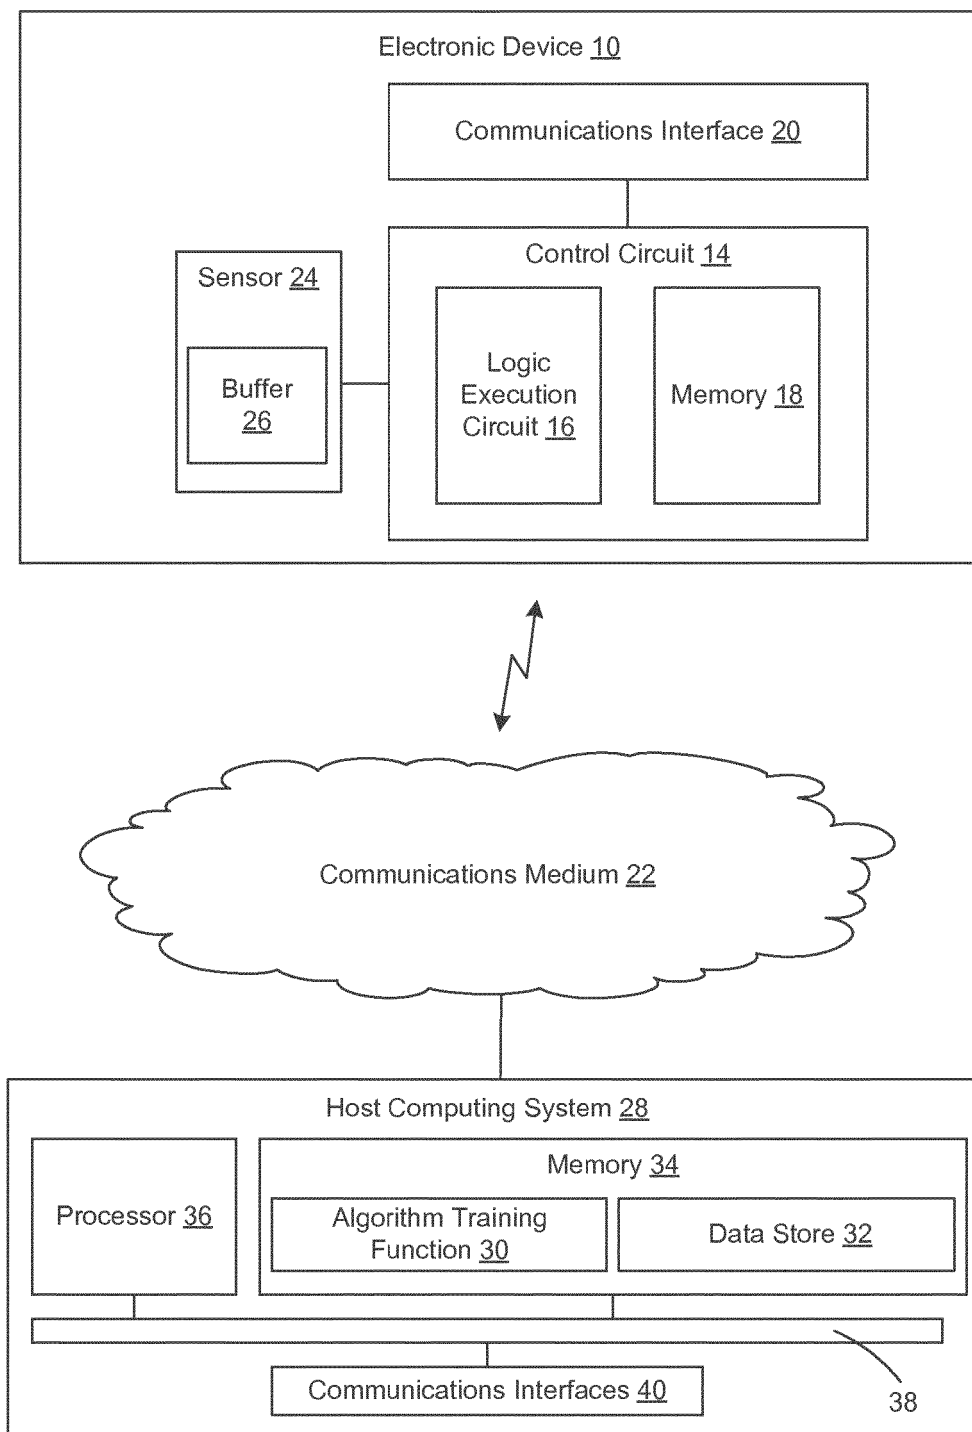 Electronic Device 10
Communications Interface 20
Control Circuit 14
Sensor 24
Buffer
26
Logic
Execution
Circuit 16
Memory 18
Communications Medium 22
Host Computing System 28
Processor 36
Memory 34
Algorithm Training
Function 30
Data Store 32
Communications Interfaces 40
38